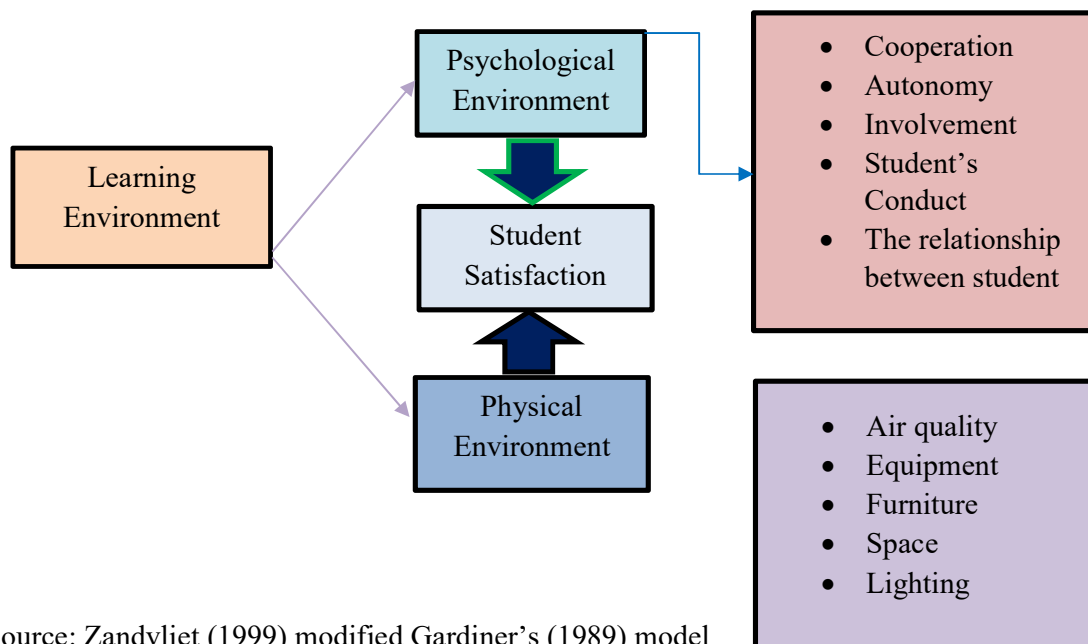 Learning
Environment
Psychological
Environment
Student
Satisfaction
Physical
Environment
• Cooperation
• Autonomy
• Involvement
• Student’s
Conduct
• The relationship
between student
• Air quality
• Equipment
• Furniture
• Space
• Lighting
ource: Zandvliet (1999) modified Gardiner’s (1989) model